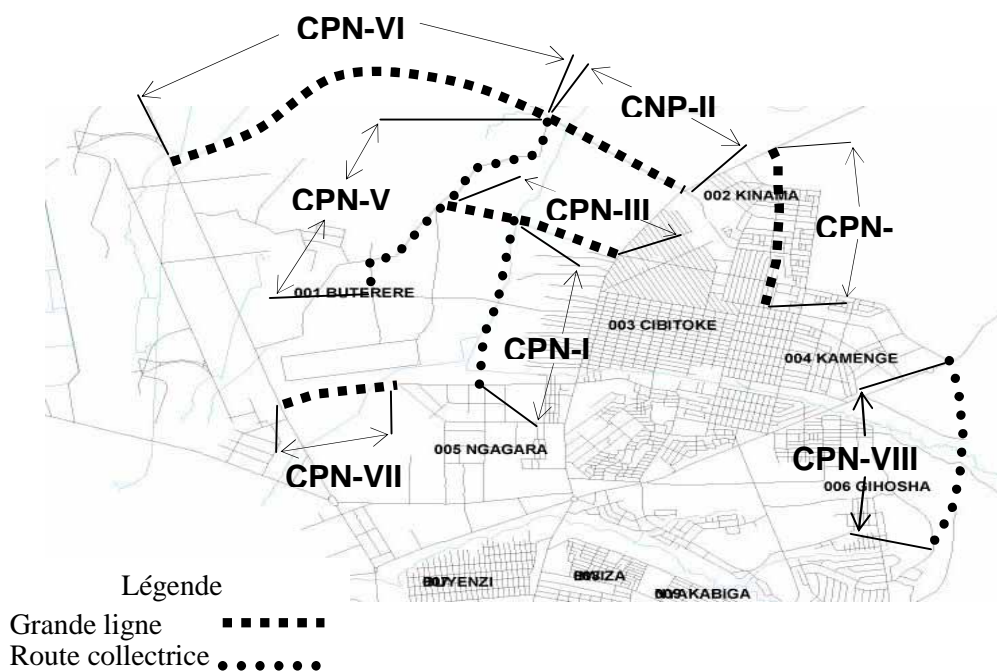 CPN-VI
CNP-II
CPN-V
CPN-III
002 KINAMA
CPN-
001 BUTERERE
003 CIBITOKE
CPN-I
004 KAMENGE
005 NGAGARA
CPN-VII
CPN-VIII
006 GIHOSHA
Légende
Grande ligne
Route collectrice